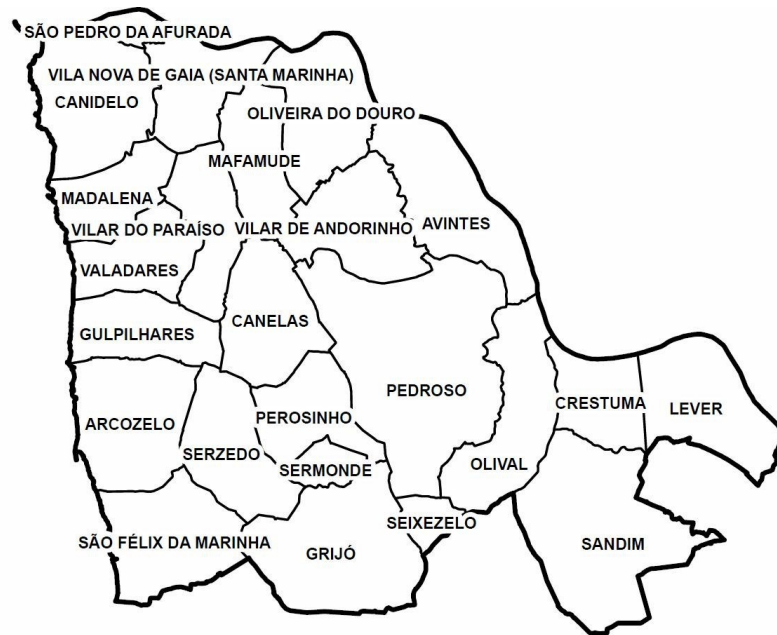 SÃO PEDRO DA AFURADA
VILA NOVA DE GAIA (SANTA MARINHA)
CANIDELO
OLIVEIRA DO DOURO
MAFAMUDE
MADALENA
VILAR DO PARAÍSO
VILAR DE ANDORINHO
AVINTES
VALADARES
CANELAS
GULPILHARES
PEDROSO
CRESTUMA
LEVER
PEROSINHO
ARCOZELO
SERZEDO
SERMONDE
OLIVAL
SEIXEZELO
SÃO FÉLIX DA MARINHA
SANDIM
GRIJÓ